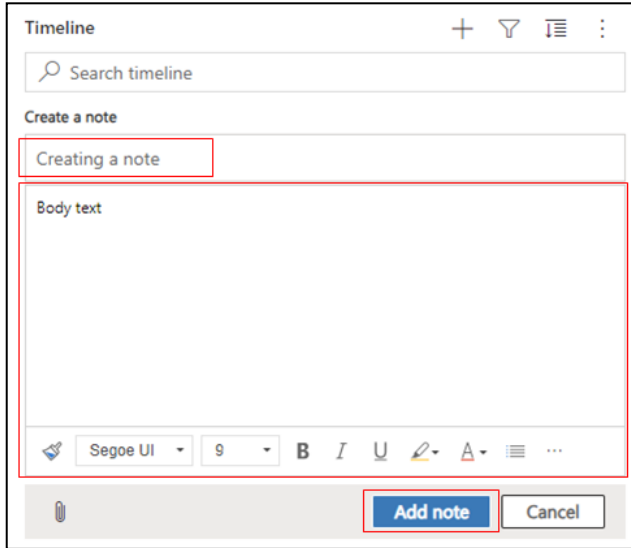 Timeline
Search timeline
Create a note
Creating a note
Body text
Segoe UI 9 B I U A ...
Add note Cancel